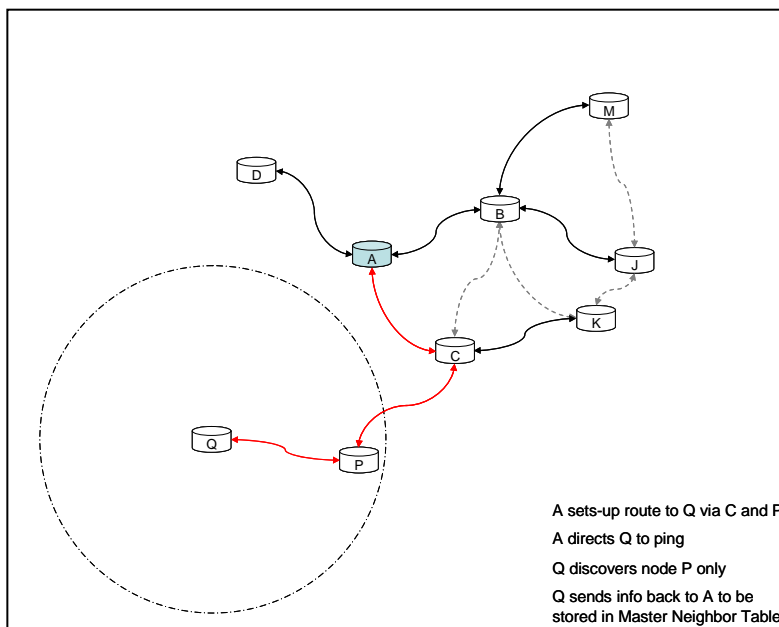 M
D
B
A
J
K
C
Q
P
A sets-up route to Q via C and P
A directs Q to ping
Q discovers node P only
Q sends info back to A to be
stored in Master Neighbor Table